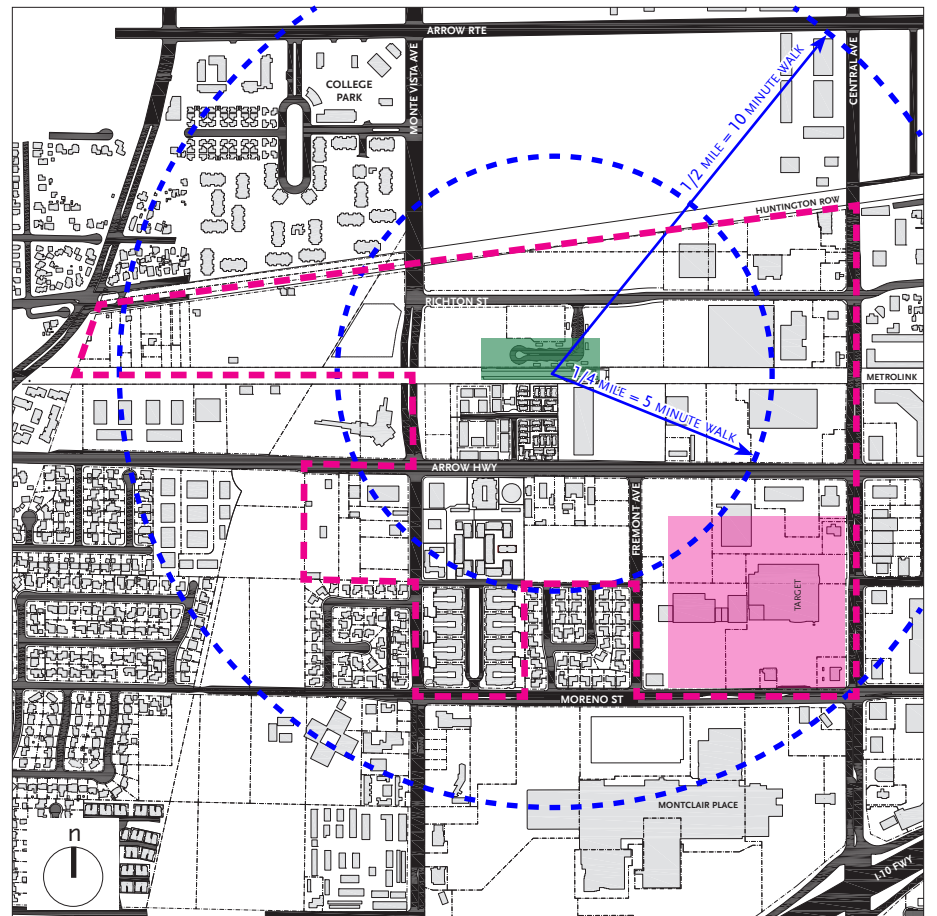 ARROW RTE
MONTE VISTA AVE
CENTRAL AVE
COLLEGE
PARK
1/2 MILE = 10 MINUTE WALK
HUNTINGTON ROW
RICHTON ST
METROLINK
1/4 MILE = 5 MINUTE WALK
ARROW HWY
FREMONT AVE
TARGET
MORENO ST
MONTCLAIR PLACE
n
I-10 FWY